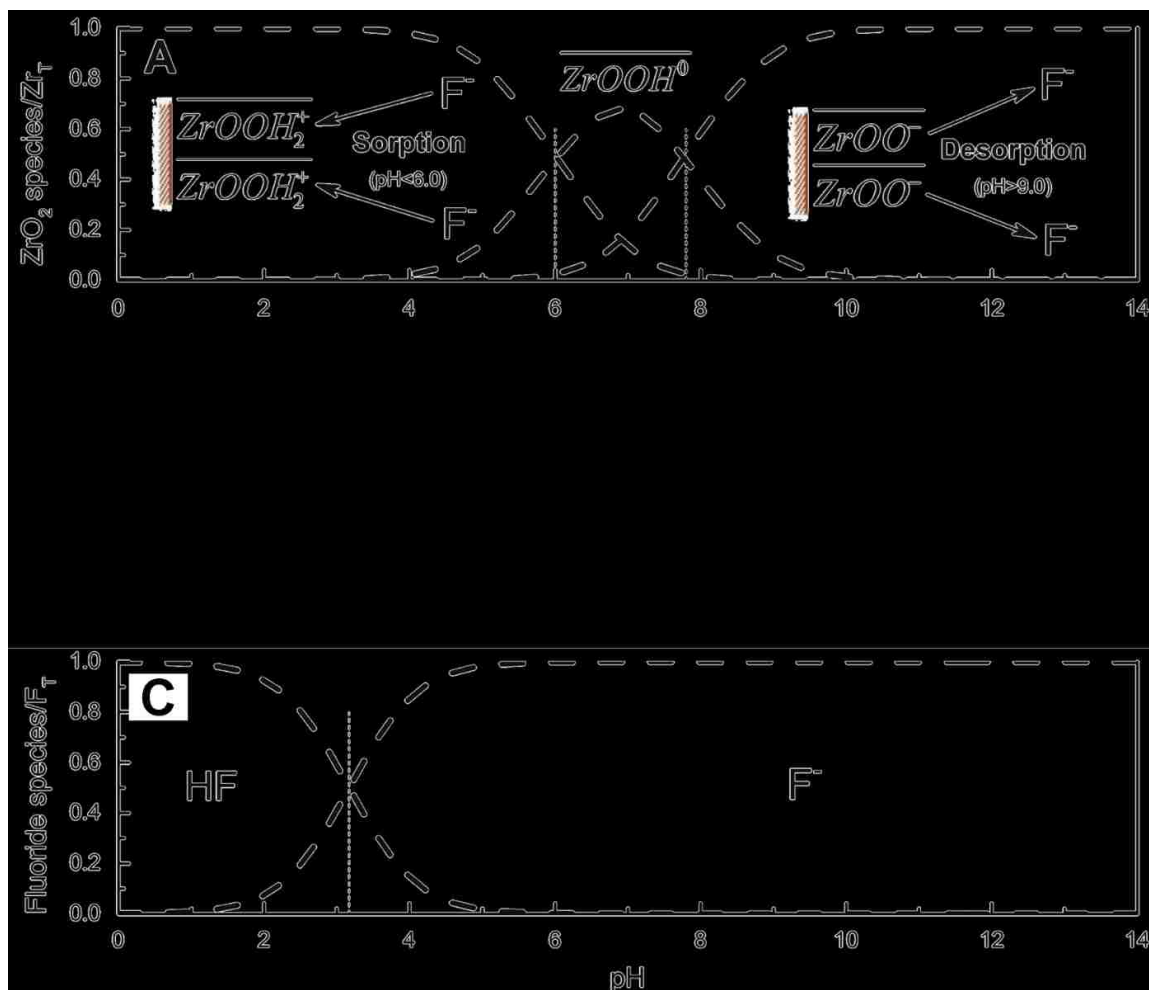 A
ZrO₂ species/Zr_T
1.0
0.8
0.6
0.4
0.2
0.0
ZrOOH⁰
F⁻
ZrOOH₂⁺
Sorption
ZrOOH₂⁺
(pH<6.0)
F⁻
F⁻
ZrOO⁻
Desorption
ZrOO⁻
(pH>9.0)
F⁻
0 2 4 6 8 10 12 14
C
Fluoride species/F_T
1.0
0.8
0.6
0.4
0.2
0.0
HF
F⁻
0 2 4 6 8 10 12 14
pH